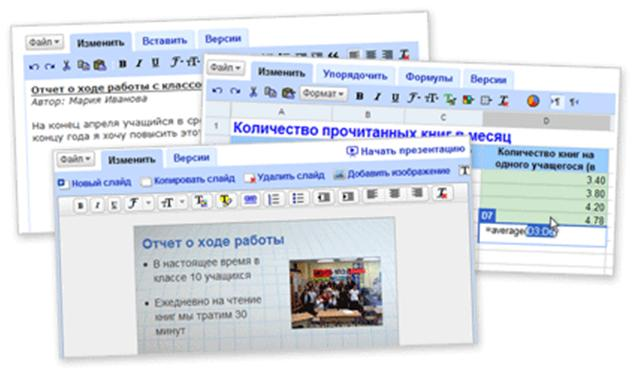 Файл Изменить Вставить Версии
B I U
Отчет о ходе работы с классо
Автор: Мария Иванова
На конец апреля учащийся в ср
концу года я хочу повысить этот
Файл Изменить Упорядочить Формулы Версии
Формат B I U
A B C D
1 Количество прочитанных книг в месяц
Количество книг на
одного учащегося (в
3.40
3.80
4.20
4.78
D7
=average(D3:D6
Начать презентацию
Файл Изменить Версии
Новый слайд Копировать слайд Удалить слайд Добавить изображение T
B I U
Отчет о ходе работы
• В настоящее время в
классе 10 учащихся
• Ежедневно на чтение
книг мы тратим 30
минут